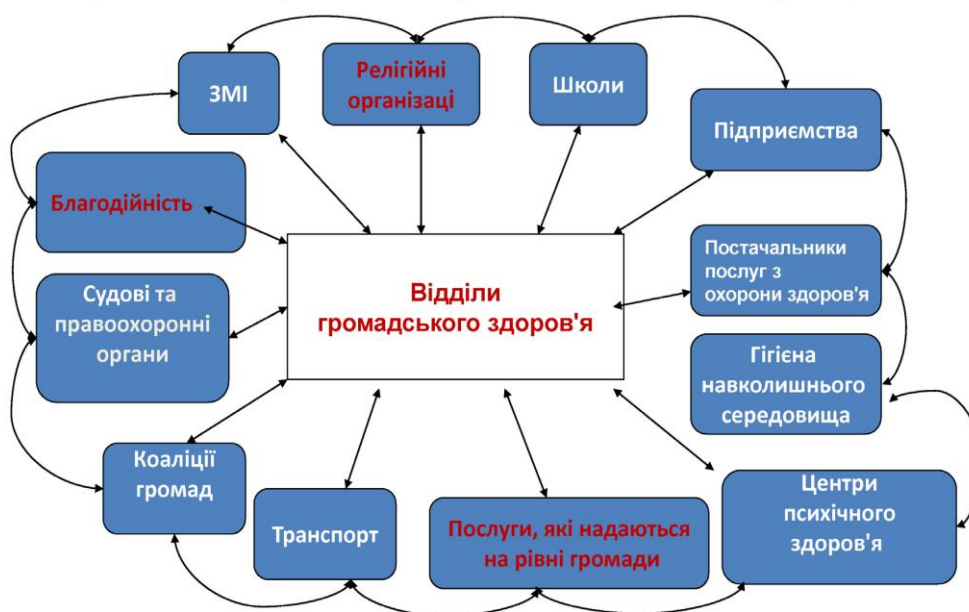 ЗМІ
Релігійні
організаці
Школи
Підприємства
Благодійність
Постачальники
послуг з
охорони здоров'я
Відділи
громадського здоров'я
Судові та
правоохоронні
органи
Гігієна
навколишнього
середовища
Коаліції
громад
Транспорт
Послуги, які надаються
на рівні громади
Центри
психічного
здоров'я